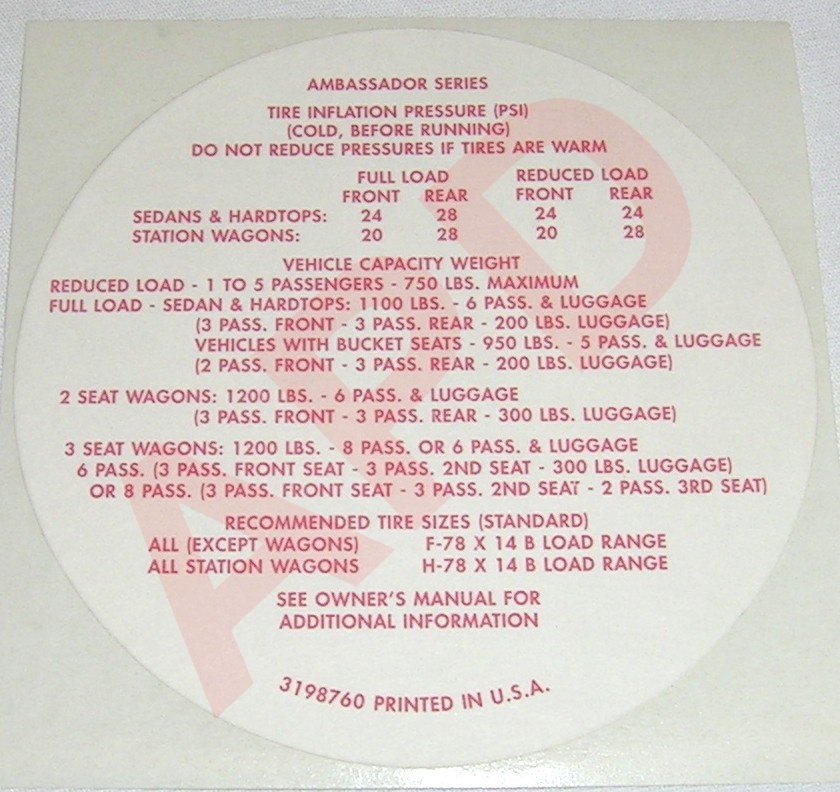 AMBASSADOR SERIES
TIRE INFLATION PRESSURE (PSI)
(COLD, BEFORE RUNNING)
DO NOT REDUCE PRESSURES IF TIRES ARE WARM
FULL LOAD REDUCED LOAD
FRONT REAR FRONT REAR
SEDANS & HARDTOPS: 24 28 24 24
STATION WAGONS: 20 28 20 28
VEHICLE CAPACITY WEIGHT
REDUCED LOAD - 1 TO 5 PASSENGERS - 750 LBS. MAXIMUM
FULL LOAD - SEDAN & HARDTOPS: 1100 LBS. - 6 PASS. & LUGGAGE
(3 PASS. FRONT - 3 PASS. REAR - 200 LBS. LUGGAGE)
VEHICLES WITH BUCKET SEATS - 950 LBS. - 5 PASS. & LUGGAGE
(2 PASS. FRONT - 3 PASS. REAR - 200 LBS. LUGGAGE)
2 SEAT WAGONS: 1200 LBS. - 6 PASS. & LUGGAGE
(3 PASS. FRONT - 3 PASS. REAR - 300 LBS. LUGGAGE)
3 SEAT WAGONS: 1200 LBS. - 8 PASS. OR 6 PASS. & LUGGAGE
6 PASS. (3 PASS. FRONT SEAT - 3 PASS. 2ND SEAT - 300 LBS. LUGGAGE)
OR 8 PASS. (3 PASS. FRONT SEAT - 3 PASS. 2ND SEAT - 2 PASS. 3RD SEAT)
RECOMMENDED TIRE SIZES (STANDARD)
ALL (EXCEPT WAGONS) F-78 X 14 B LOAD RANGE
ALL STATION WAGONS H-78 X 14 B LOAD RANGE
SEE OWNER'S MANUAL FOR
ADDITIONAL INFORMATION
3198760 PRINTED IN U.S.A.
APD